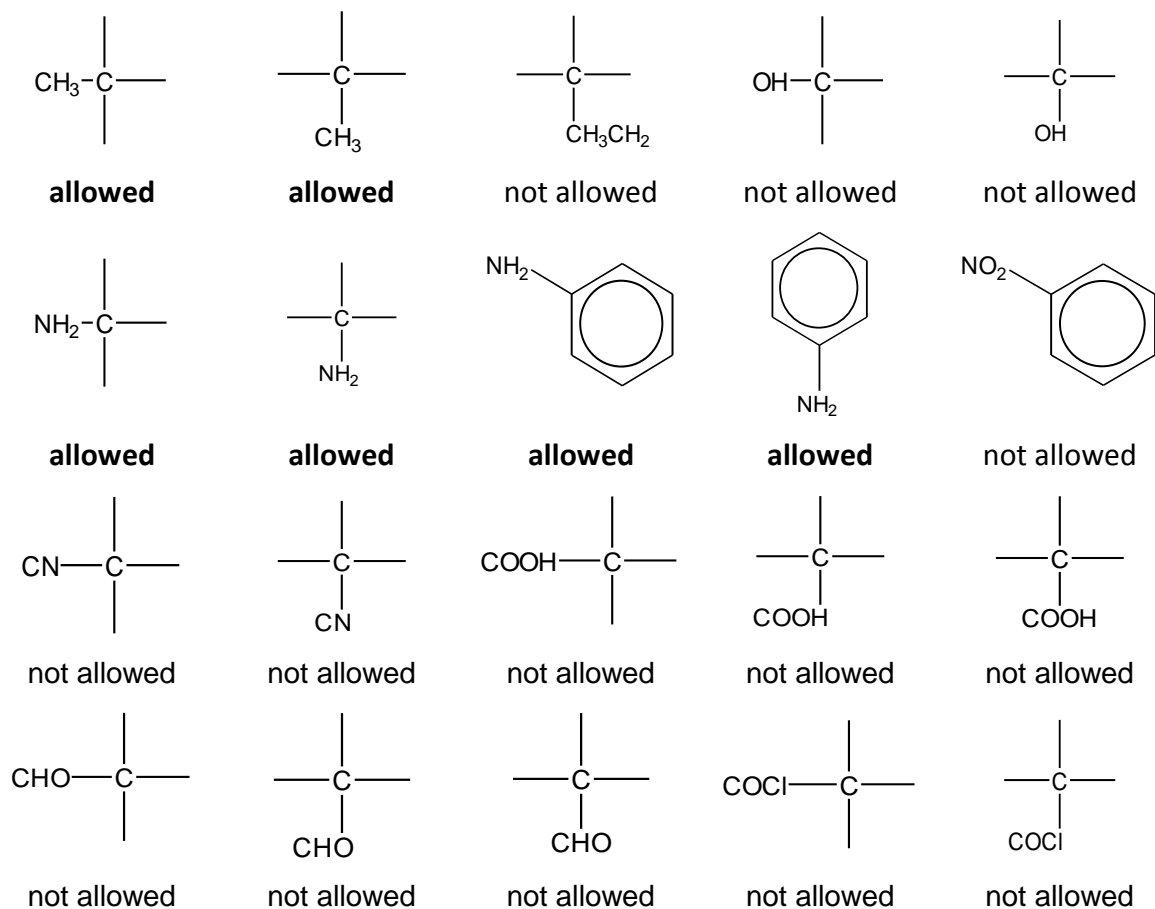 CH₃ C C C OH C C
CH₃ CH₃CH₂ OH
allowed allowed not allowed not allowed not allowed
NH₂ NO₂
NH₂ C C
NH₂ NH₂
allowed allowed allowed allowed not allowed
CN C C COOH C C C
CN COOH COOH
not allowed not allowed not allowed not allowed not allowed
CHO C C C COCl C C
CHO CHO COCl
not allowed not allowed not allowed not allowed not allowed